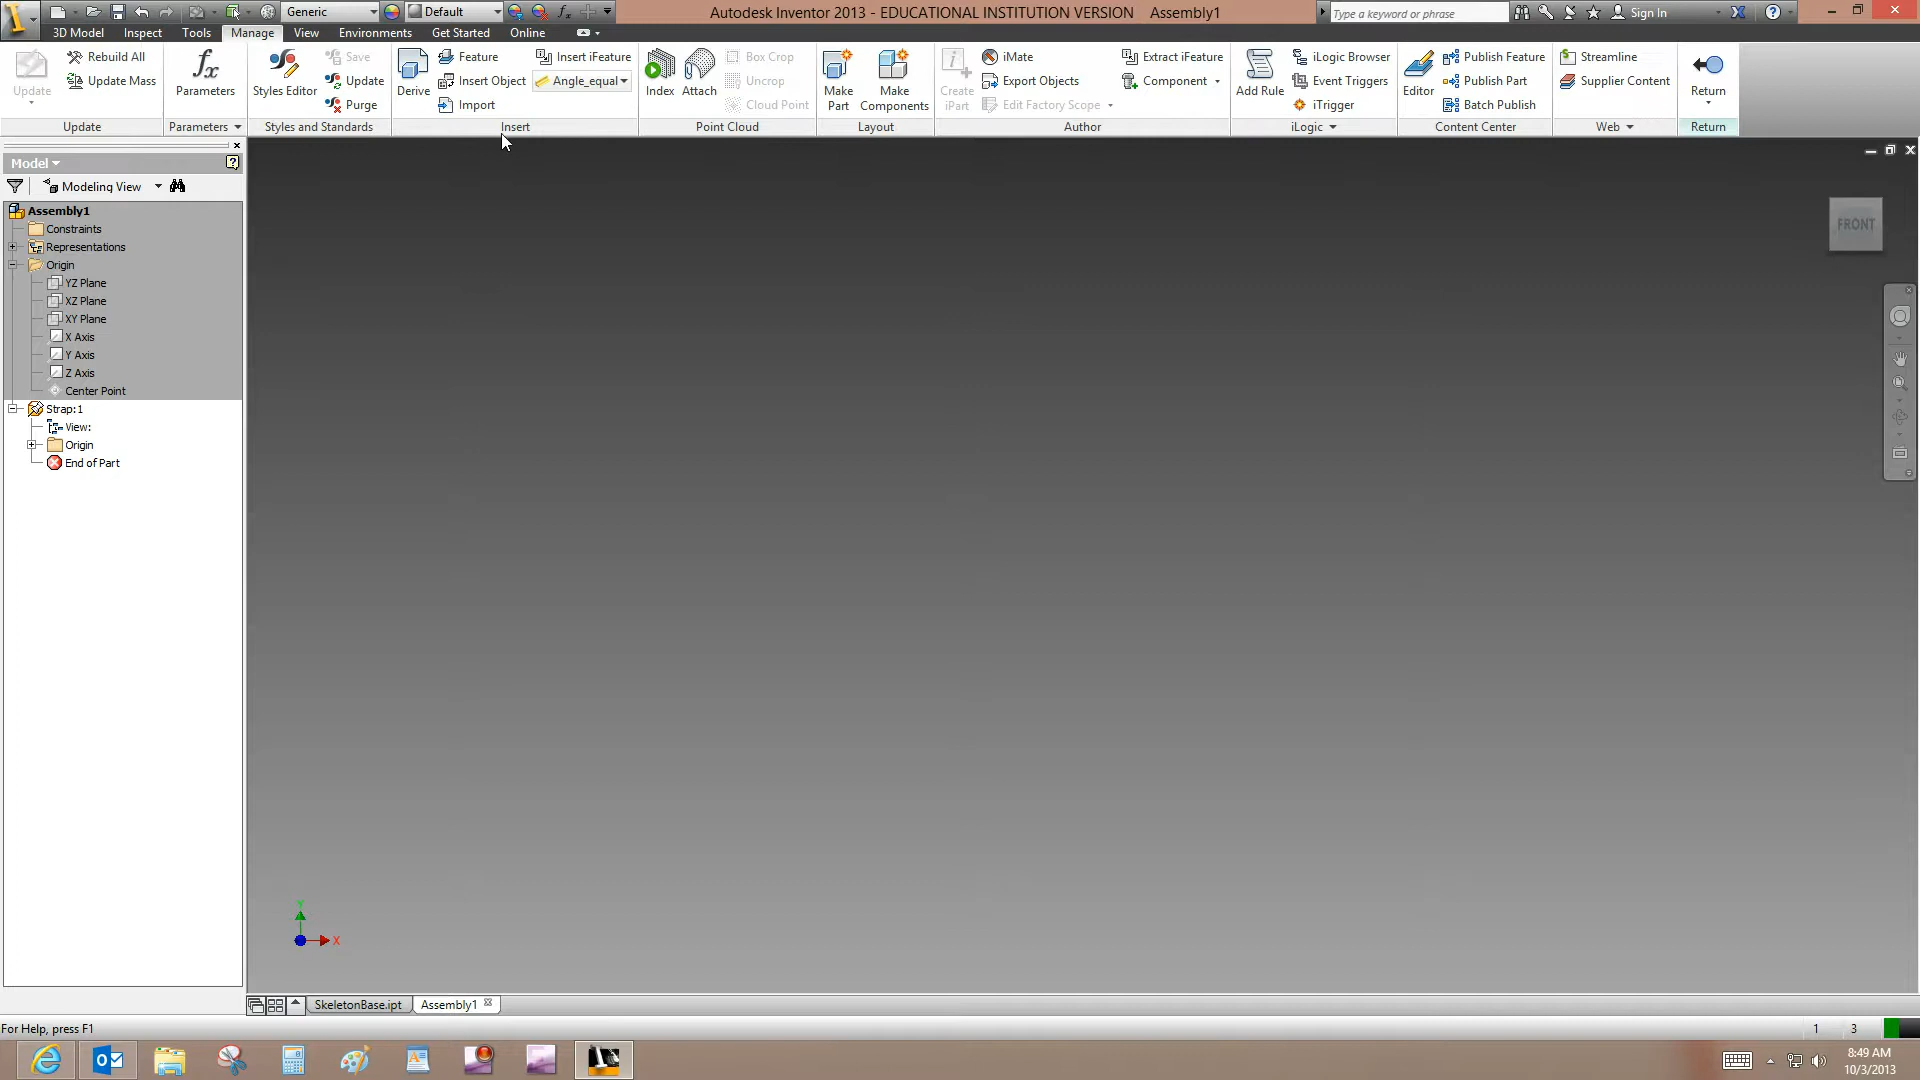 Generic
Default
Autodesk Inventor 2013 - EDUCATIONAL INSTITUTION VERSION Assembly1
Type a keyword or phrase
Sign In
3D Model Inspect Tools Manage View Environments Get Started Online
Update
Rebuild All
Update Mass
Update
fx
Parameters
Parameters
Styles Editor
Save
Update
Purge
Styles and Standards
Derive
Feature
Insert Object
Import
Insert iFeature
Angle_equal
Insert
Index
Attach
Box Crop
Uncrop
Cloud Point
Point Cloud
Make Part
Make Components
Layout
Create iPart
iMate
Export Objects
Edit Factory Scope
Extract iFeature
Component
Author
Add Rule
iLogic Browser
Event Triggers
iTrigger
iLogic
Editor
Publish Feature
Publish Part
Batch Publish
Content Center
Streamline
Supplier Content
Web
Return
Return
Model
Modeling View
Assembly1
Constraints
Representations
Origin
YZ Plane
XZ Plane
XY Plane
X Axis
Y Axis
Z Axis
Center Point
Strap:1
View:
Origin
End of Part
FRONT
Y
X
SkeletonBase.ipt Assembly1
For Help, press F1
1 3
8:49 AM
10/3/2013